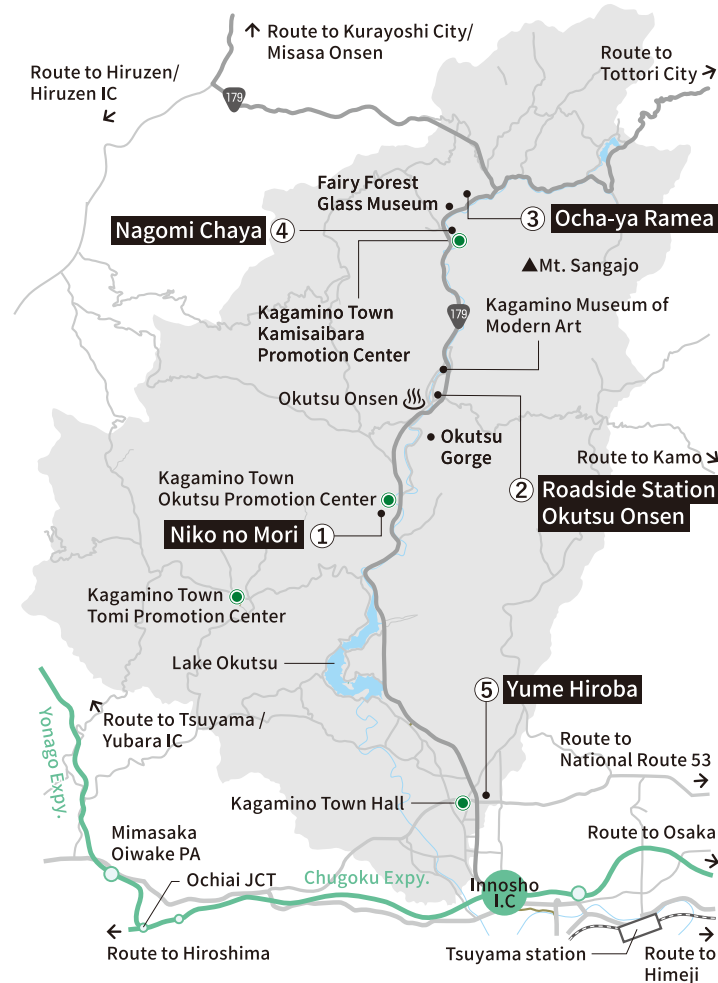 Route to Kurayoshi City/
Misasa Onsen
Route to
Tottori City
Route to Hiruzen/
Hiruzen IC
179
Fairy Forest
Glass Museum
Nagomi Chaya ④
③ Ocha-ya Ramea
Mt. Sangajo
Kagamino Town
Kamisaibara
Promotion Center
179
Kagamino Museum of
Modern Art
Okutsu Onsen
Okutsu
Gorge
Route to Kamo
Kagamino Town
Okutsu Promotion Center
② Roadside Station
Okutsu Onsen
Niko no Mori ①
Kagamino Town
Tomi Promotion Center
Lake Okutsu
⑤ Yume Hiroba
Route to Tsuyama /
Yubara IC
Yonago Expy.
Route to
National Route 53
Kagamino Town Hall
Mimasaka
Oiwake PA
Route to Osaka
Ochiai JCT
Chugoku Expy.
Innosho
I.C
Route to Hiroshima
Tsuyama station
Route to
Himeji